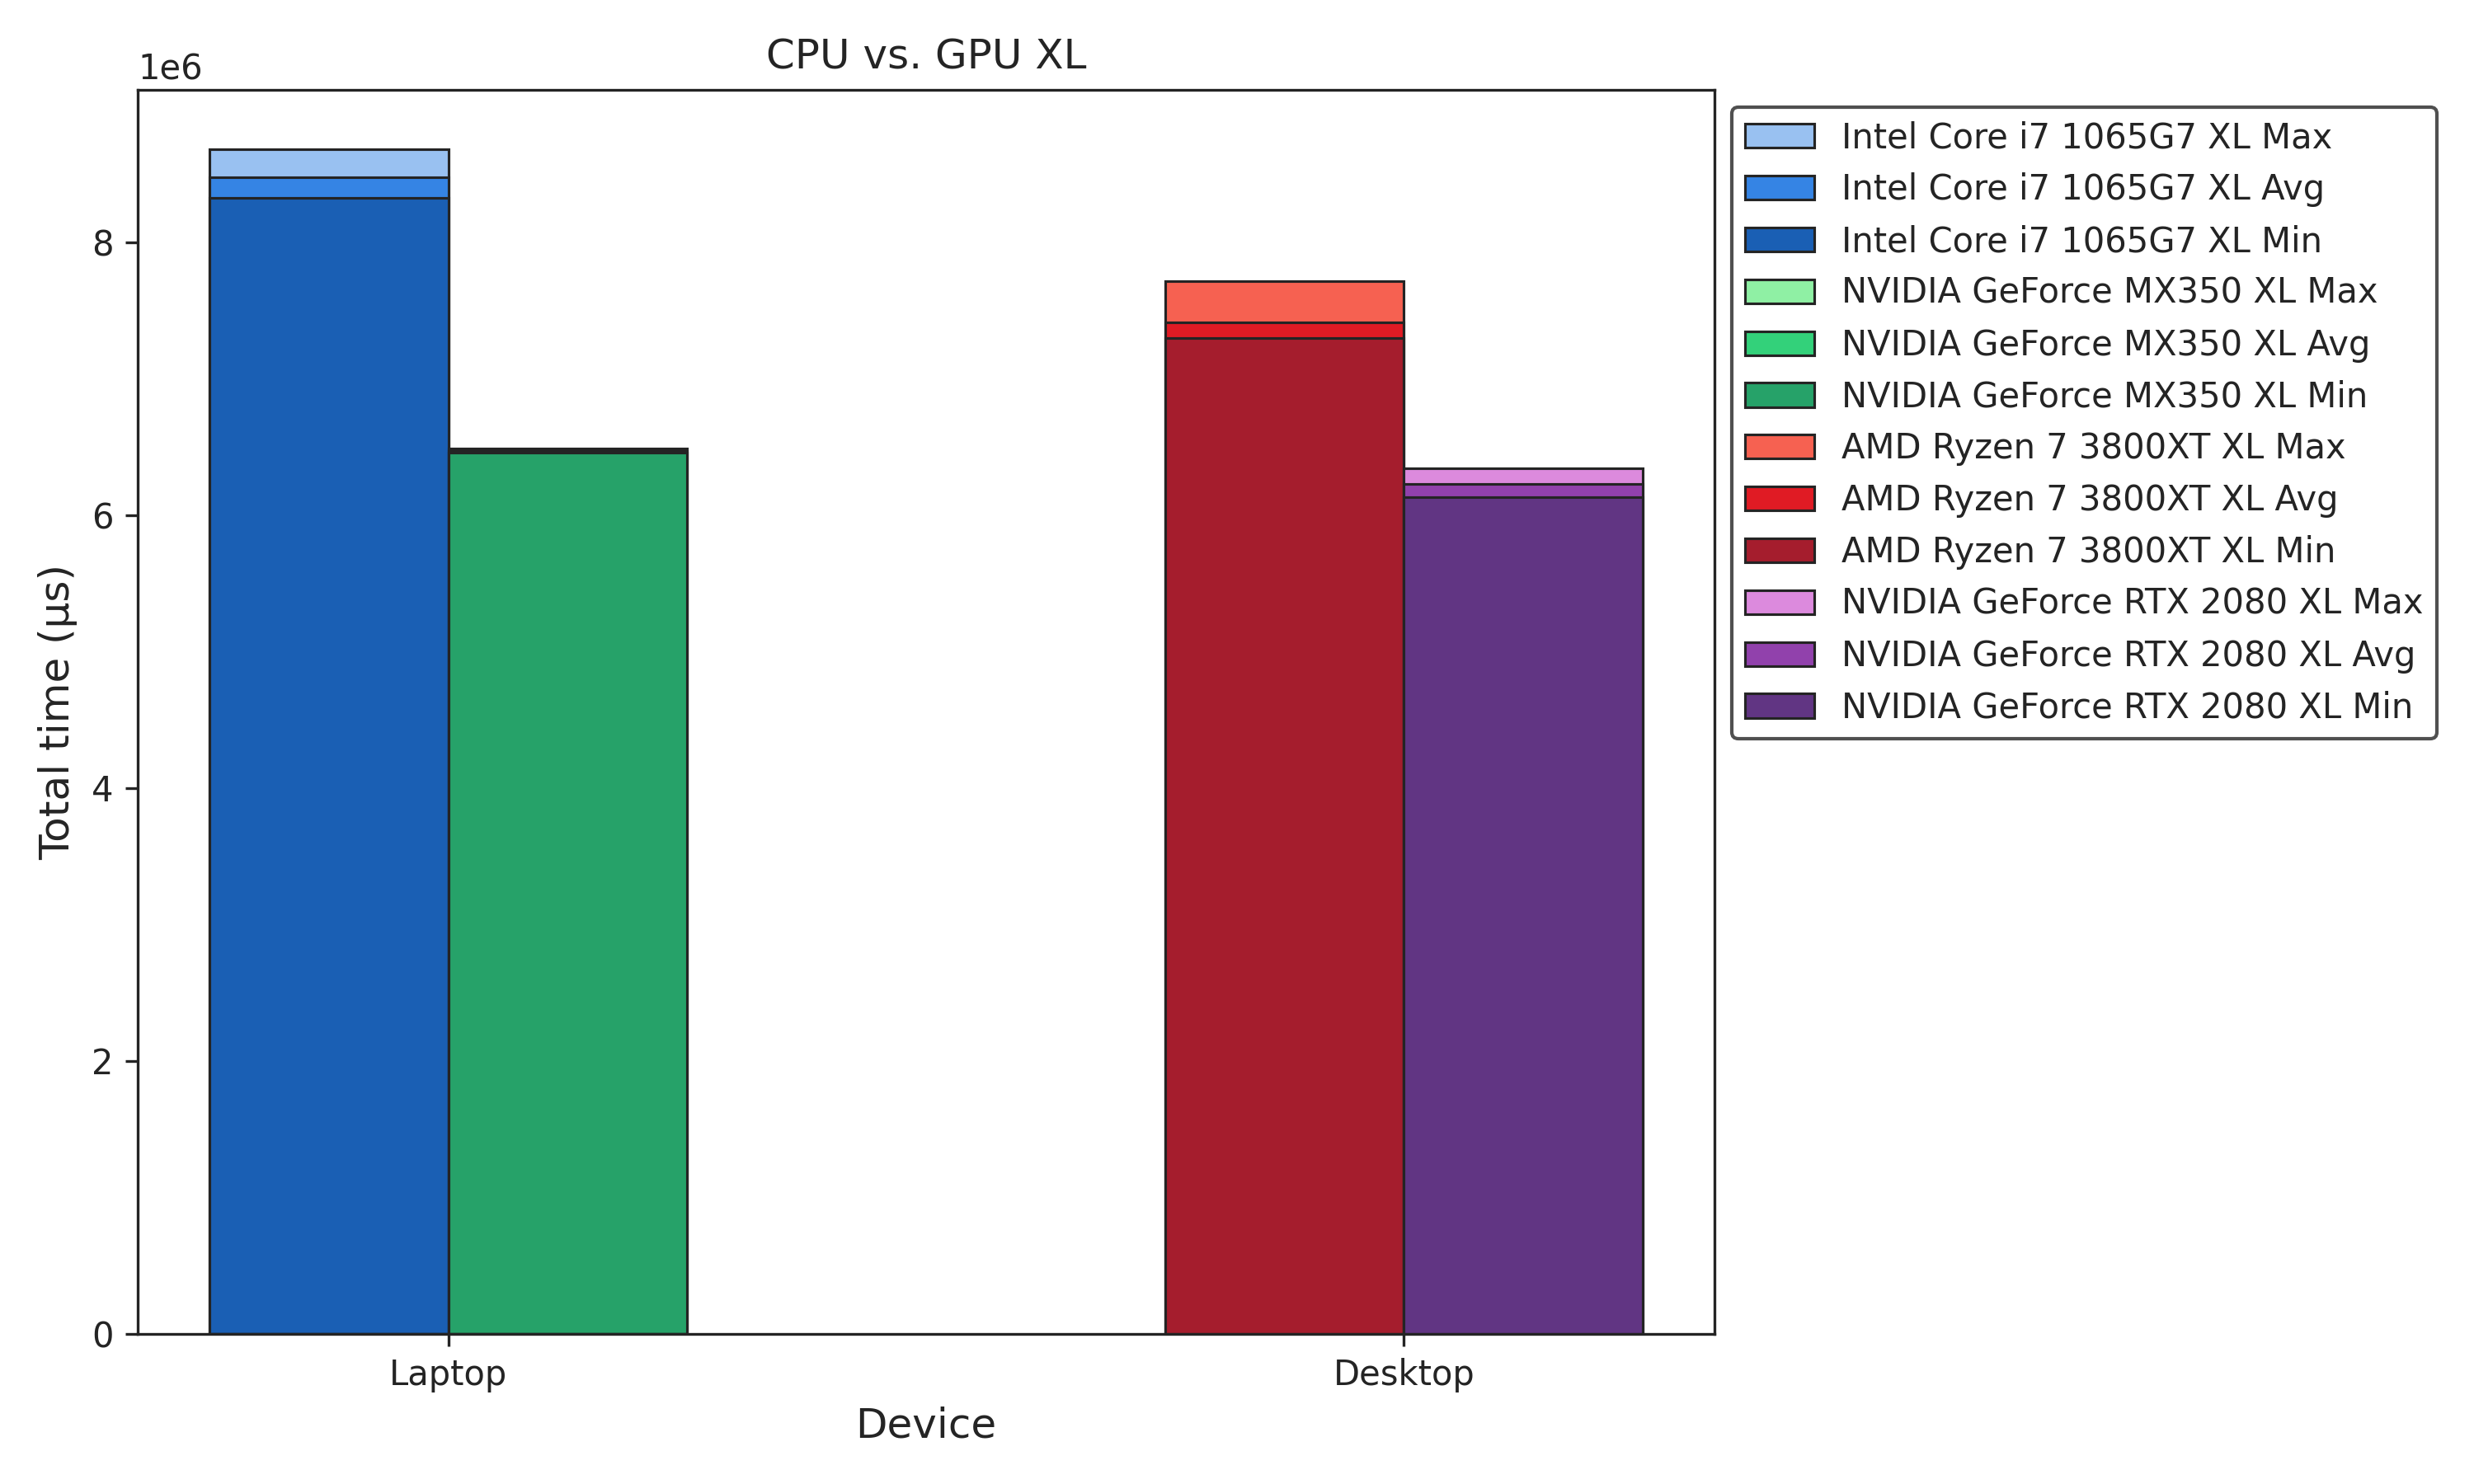 CPU vs. GPU XL
1e6
8
6
4
2
0
Total time (µs)
Laptop
Desktop
Device
Intel Core i7 1065G7 XL Max
Intel Core i7 1065G7 XL Avg
Intel Core i7 1065G7 XL Min
NVIDIA GeForce MX350 XL Max
NVIDIA GeForce MX350 XL Avg
NVIDIA GeForce MX350 XL Min
AMD Ryzen 7 3800XT XL Max
AMD Ryzen 7 3800XT XL Avg
AMD Ryzen 7 3800XT XL Min
NVIDIA GeForce RTX 2080 XL Max
NVIDIA GeForce RTX 2080 XL Avg
NVIDIA GeForce RTX 2080 XL Min